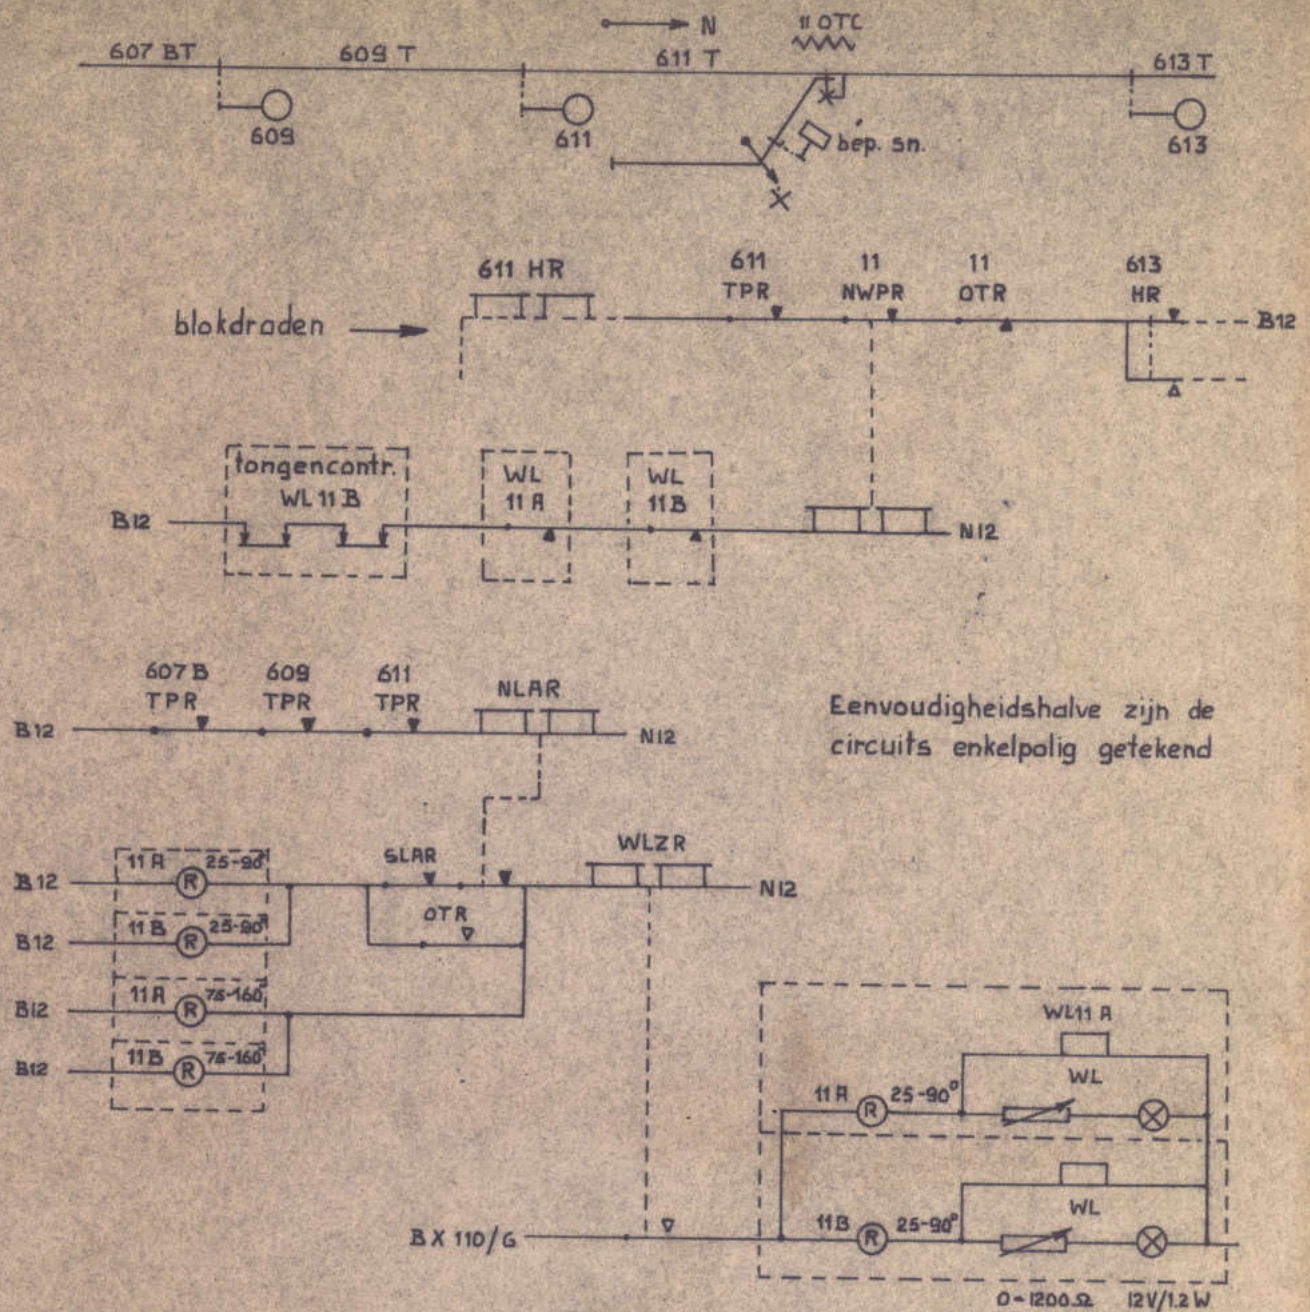 N
11 OTC
607 BT
609 T
611 T
613 T
609
611
bép. sn.
613
611 HR
611 TPR
11 NWPR
11 OTR
613 HR
blokdraden
B12
tongencontr.
WL 11 B
WL 11 A
WL 11 B
B12
N12
607 B TPR
609 TPR
611 TPR
NLAR
B12
N12
Eenvoudigheidshalve zijn de
circuits enkelpolig getekend
11 A R 25-90°
SLAR
WLZR
B12
N12
11 B R 25-90°
OTR
B12
11 A R 75-160°
B12
11 B R 75-160°
B12
WL11 A
WL
11 A R 25-90°
WL
11 B R 25-90°
BX 110/G
0-1200Ω 12V/1.2W